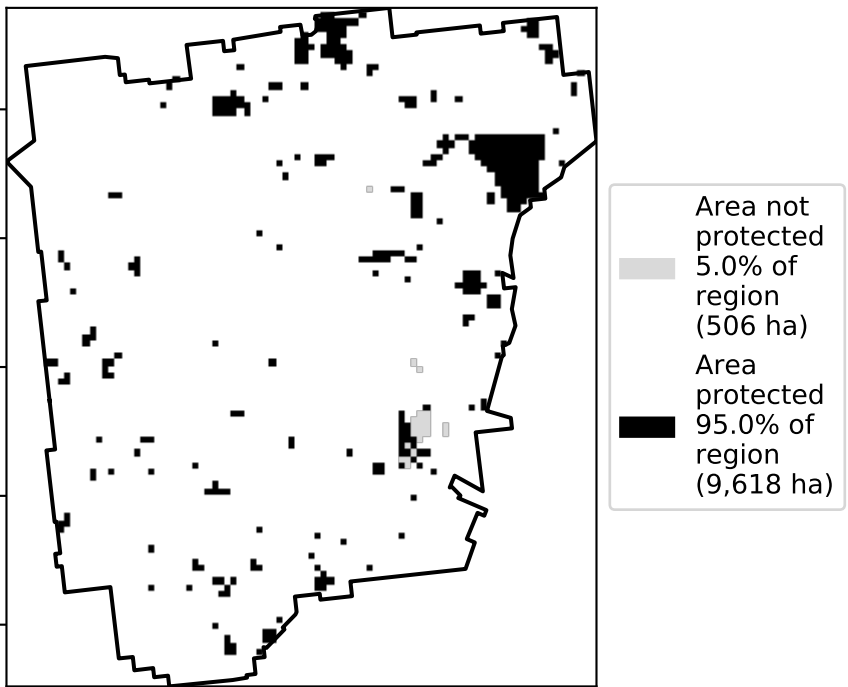 Area not
protected
5.0% of
region
(506 ha)
Area
protected
95.0% of
region
(9,618 ha)